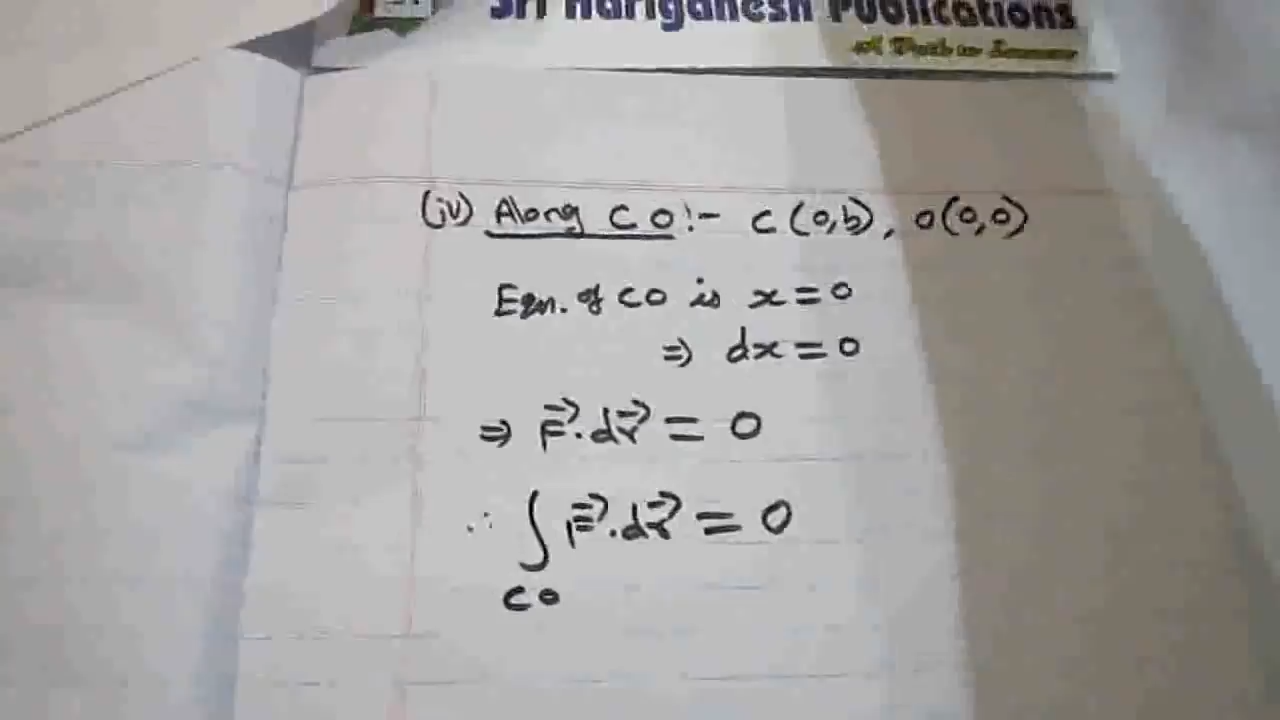 Sri Hariganesh Publications
(iv) Along CO:- C(0,b), O(0,0)
Eqn. of CO is x=0
⇒ dx=0
⇒ F⃗.dr⃗ = 0
∴ ∫ F⃗.dr⃗ = 0
CO